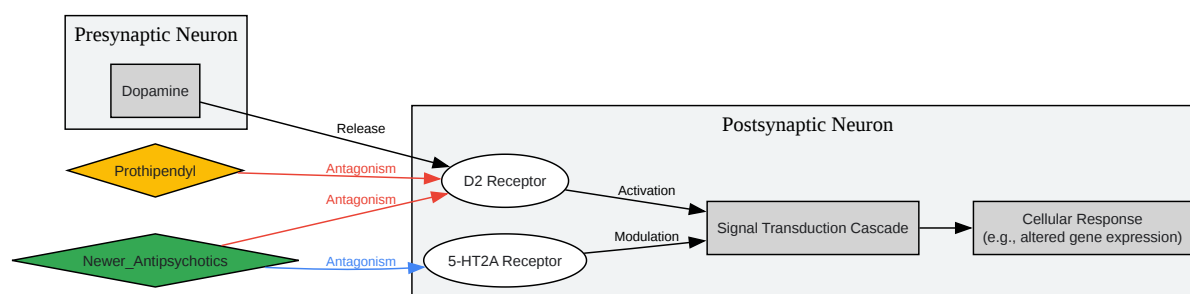 Presynaptic Neuron
Dopamine
Release
Prothipendyl
Antagonism
Antagonism
Newer_Antipsychotics
Antagonism
Postsynaptic Neuron
D2 Receptor
Activation
5-HT2A Receptor
Modulation
Signal Transduction Cascade
Cellular Response
(e.g., altered gene expression)